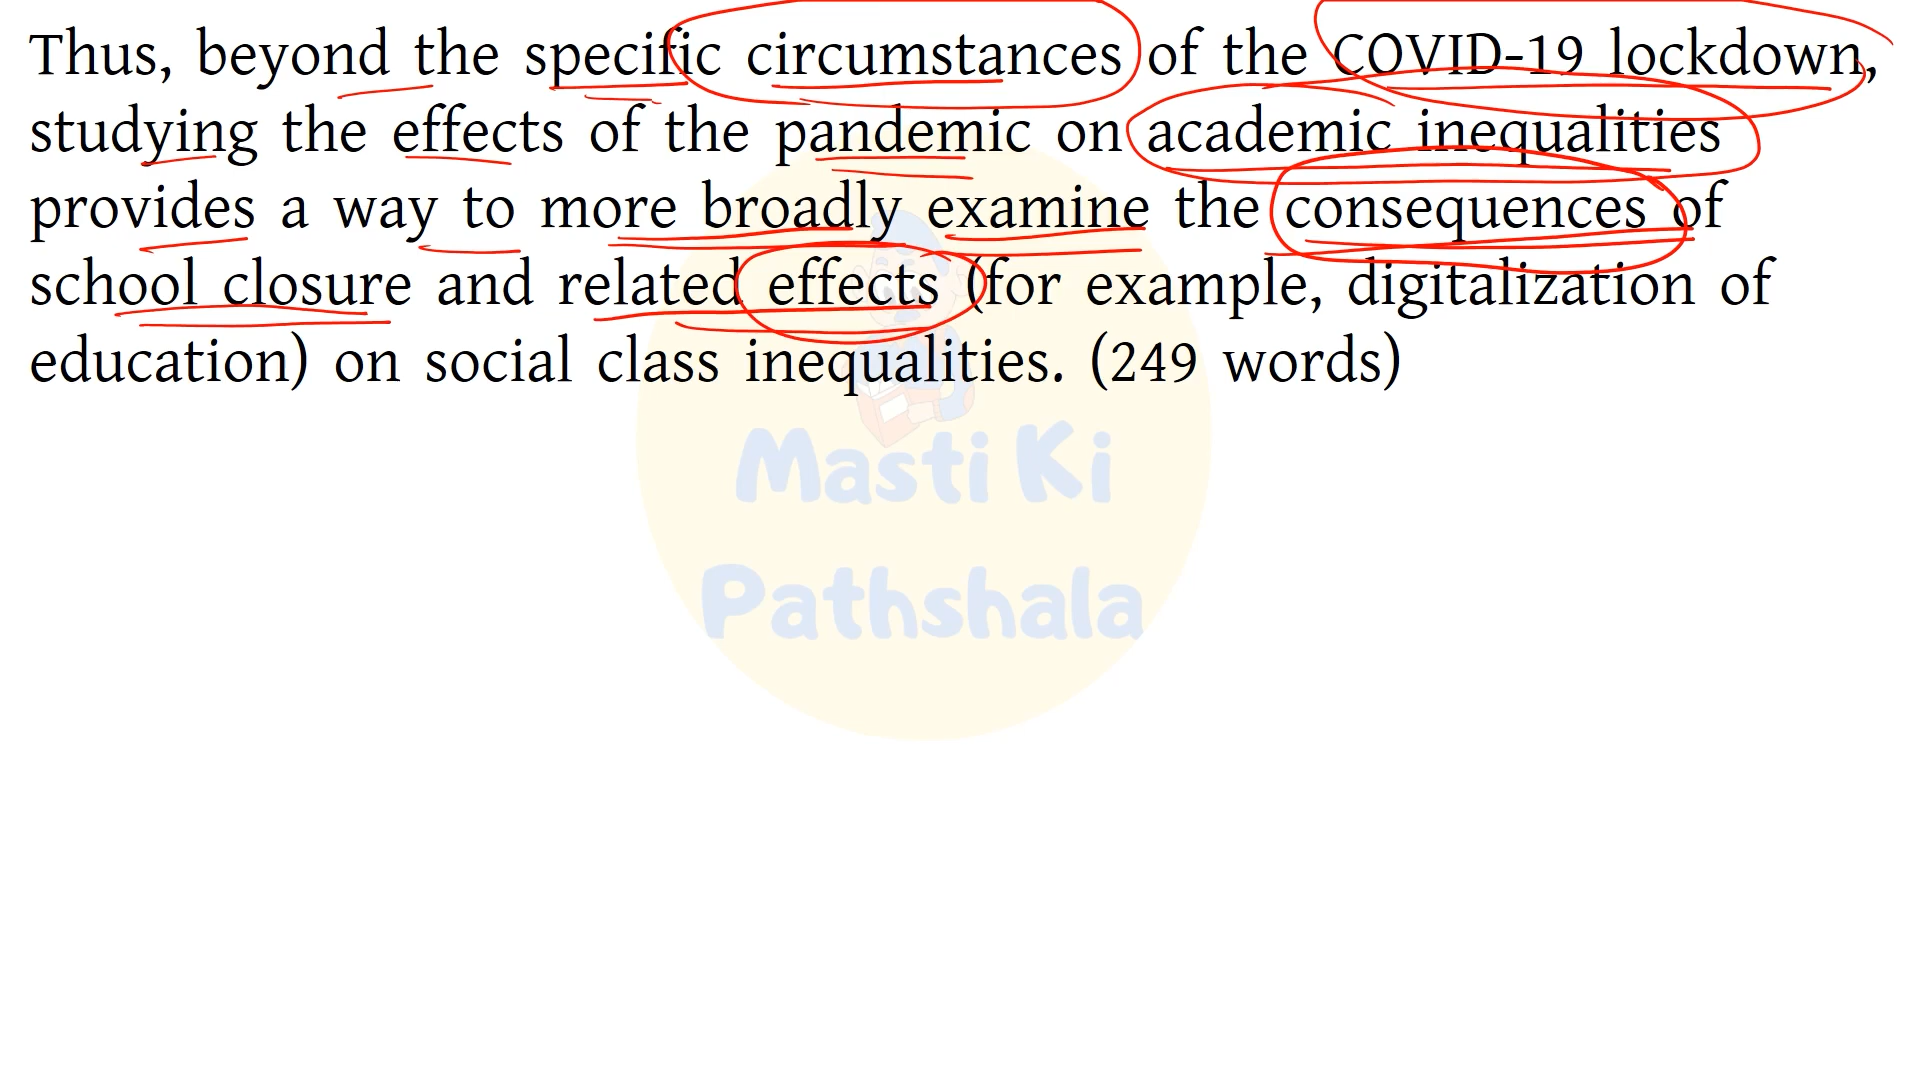 Thus, beyond the specific circumstances of the COVID-19 lockdown,
studying the effects of the pandemic on academic inequalities
provides a way to more broadly examine the consequences of
school closure and related effects (for example, digitalization of
education) on social class inequalities. (249 words)
Masti Ki
Pathshala